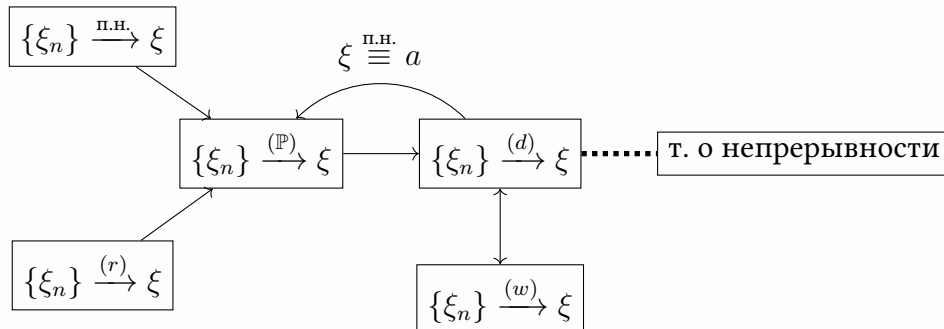 {ξₙ} —п.н.→ ξ
ξ ≡(п.н.) a
{ξₙ} —(ℙ)→ ξ
{ξₙ} —(d)→ ξ
т. о непрерывности
{ξₙ} —(r)→ ξ
{ξₙ} —(w)→ ξ